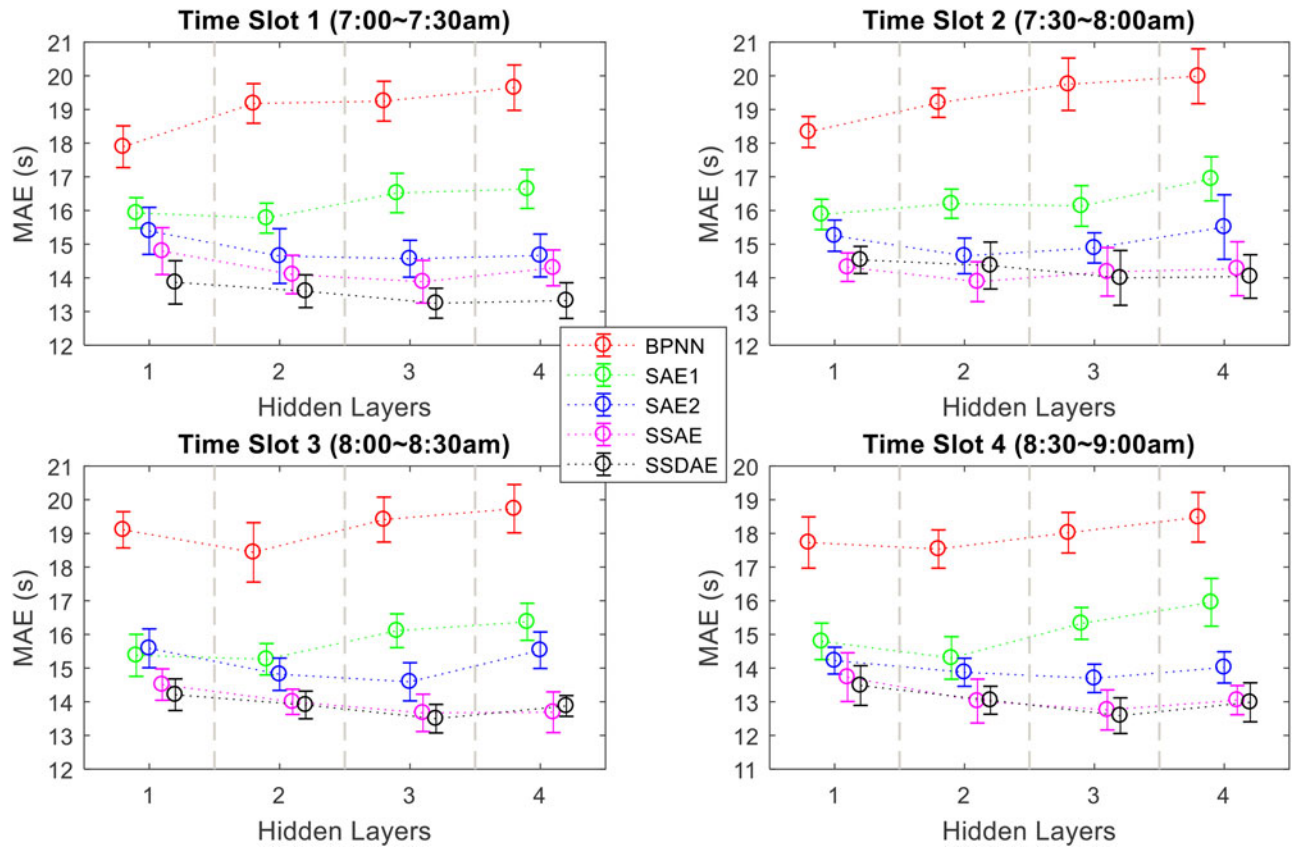 Time Slot 1 (7:00~7:30am)
21
20
19
18
17
16
15
14
13
12
MAE (s)
1 2 3 4
Hidden Layers
Time Slot 2 (7:30~8:00am)
21
20
19
18
17
16
15
14
13
12
MAE (s)
1 2 3 4
Hidden Layers
BPNN
SAE1
SAE2
SSAE
SSDAE
Time Slot 3 (8:00~8:30am)
21
20
19
18
17
16
15
14
13
12
MAE (s)
1 2 3 4
Hidden Layers
Time Slot 4 (8:30~9:00am)
20
19
18
17
16
15
14
13
12
11
MAE (s)
1 2 3 4
Hidden Layers